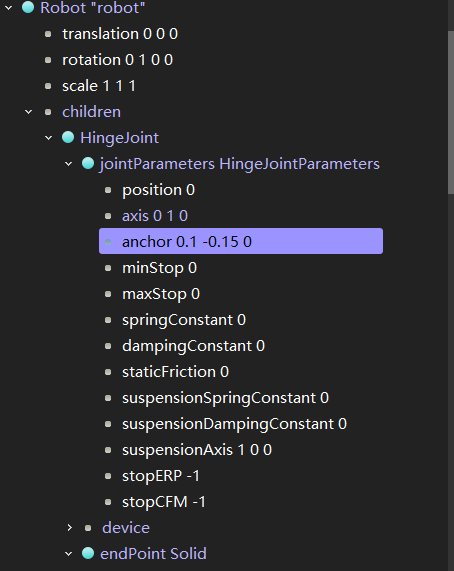 Robot "robot"
translation 0 0 0
rotation 0 1 0 0
scale 1 1 1
children
HingeJoint
jointParameters HingeJointParameters
position 0
axis 0 1 0
anchor 0.1 -0.15 0
minStop 0
maxStop 0
springConstant 0
dampingConstant 0
staticFriction 0
suspensionSpringConstant 0
suspensionDampingConstant 0
suspensionAxis 1 0 0
stopERP -1
stopCFM -1
device
endPoint Solid